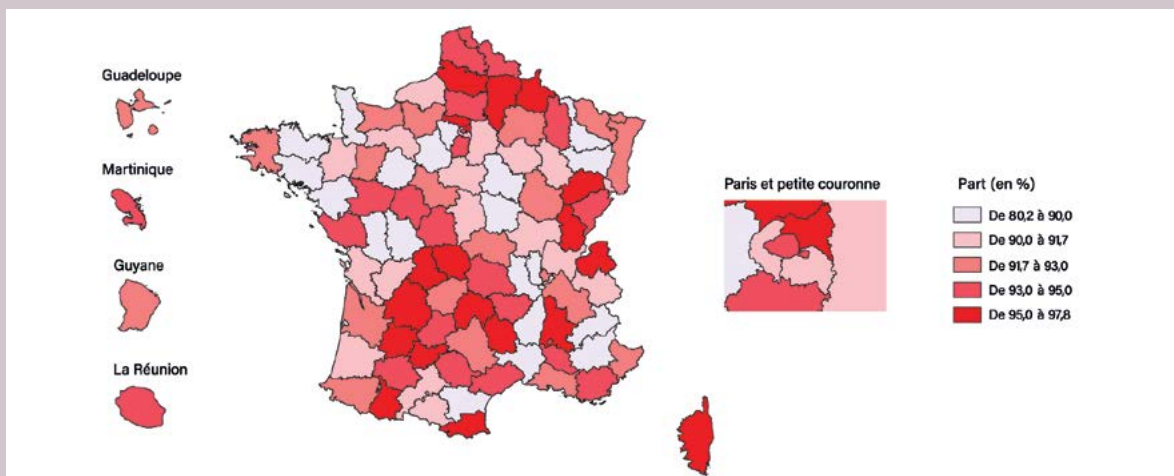 Guadeloupe
Martinique
Guyane
La Réunion
Paris et petite couronne
Part (en %)
De 80,2 à 90,0
De 90,0 à 91,7
De 91,7 à 93,0
De 93,0 à 95,0
De 95,0 à 97,8